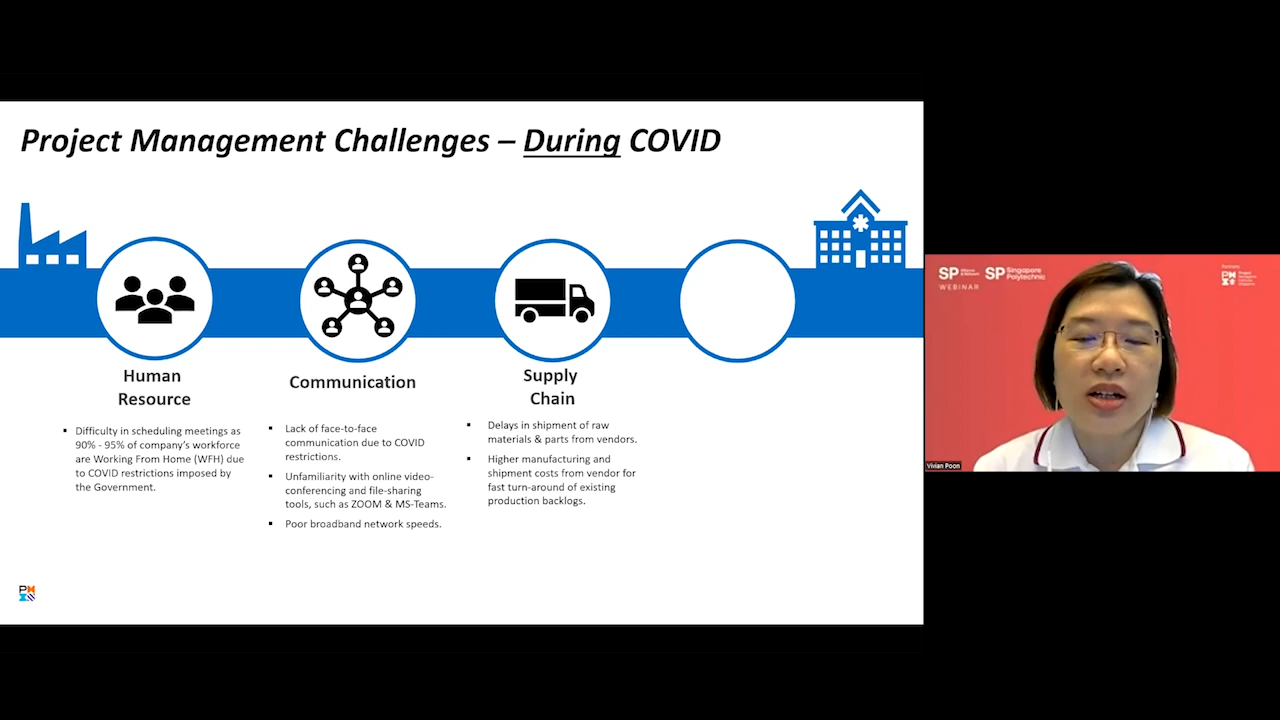 Project Management Challenges – During COVID
Human
Resource
▪ Difficulty in scheduling meetings as
90% - 95% of company's workforce
are Working From Home (WFH) due
to COVID restrictions imposed by
the Government.
Communication
▪ Lack of face-to-face
communication due to COVID
restrictions.
▪ Unfamiliarity with online video-
conferencing and file-sharing
tools, such as ZOOM & MS-Teams.
▪ Poor broadband network speeds.
Supply
Chain
▪ Delays in shipment of raw
materials & parts from vendors.
▪ Higher manufacturing and
shipment costs from vendor for
fast turn-around of existing
production backlogs.
SP
WEBINAR
SP Singapore
Polytechnic
Vivian Poon